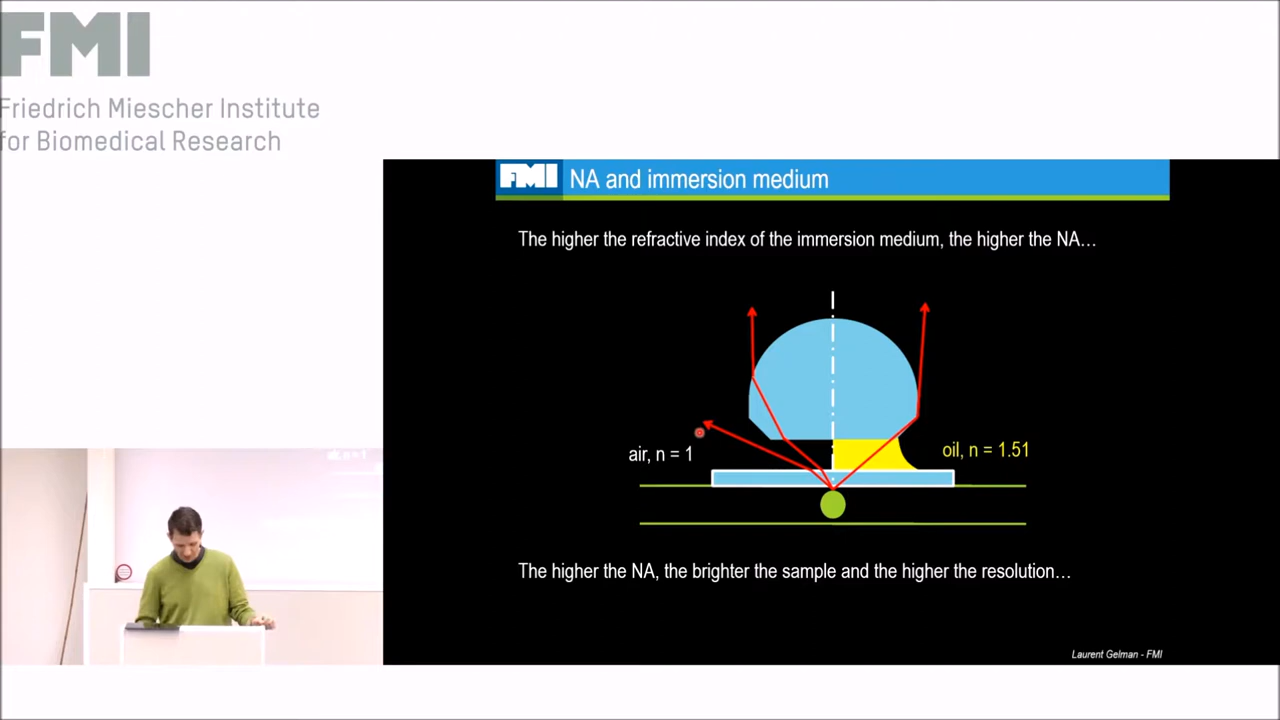 FMI
Friedrich Miescher Institute
for Biomedical Research
FMI NA and immersion medium
The higher the refractive index of the immersion medium, the higher the NA…
air, n = 1
oil, n = 1.51
The higher the NA, the brighter the sample and the higher the resolution…
Laurent Gelman - FMI